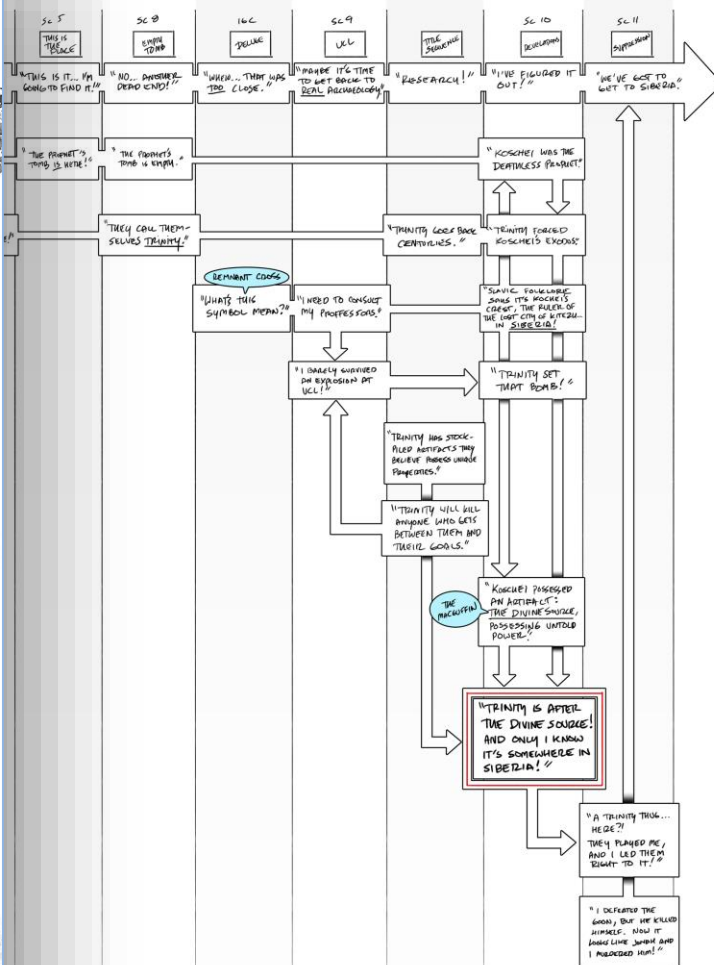 SC 5
SC 8
16C
SC 9
SC 10
SC 11
THIS IS
THE
PLACE
EMPTY
TOMB
DELUGE
UCL
TITLE
SEQUENCE
REVELATIONS
SUPPRESSION
"THIS IS IT... I'M
GOING TO FIND IT!"
"NO... ANOTHER
DEAD END!"
"WHEW... THAT WAS
TOO CLOSE."
"MAYBE IT'S TIME
TO GET BACK TO
REAL ARCHAEOLOGY"
"RESEARCH!"
"I'VE FIGURED IT
OUT!"
"WE'VE GOT TO
GET TO SIBERIA."
"THE PROPHET'S
TOMB IS HERE!"
"THE PROPHET'S
TOMB IS EMPTY."
"KOSCHEI WAS THE
DEATHLESS PROPHET."
"THEY CALL THEM-
SELVES TRINITY."
"TRINITY GOES BACK
CENTURIES."
"TRINITY FORCED
KOSCHEI'S EXODUS."
REMNANT CROSS
"WHAT'S THIS
SYMBOL MEAN?"
"I NEED TO CONSULT
MY PROFFESSORS."
"SLAVIC FOLKLORE
SAYS IT'S KOCHEI'S
CREST, THE RULER OF
THE LOST CITY OF KITEZH...
IN SIBERIA!
"I BARELY SURVIVED
AN EXPLOSION AT
UCL!"
"TRINITY SET
THAT BOMB!"
"TRINITY HAS STOCK-
PILED ARTIFACTS THEY
BELIEVE POSSESS UNIQUE
PROPERTIES."
"TRINITY WILL KILL
ANYONE WHO GETS
BETWEEN THEM AND
THEIR GOALS."
THE
MACGUFFIN
"KOSCHEI POSSESSED
AN ARTIFACT:
THE DIVINE SOURCE,
POSSESSING UNTOLD
POWER."
"TRINITY IS AFTER
THE DIVINE SOURCE!
AND ONLY I KNOW
IT'S SOMEWHERE IN
SIBERIA!"
"A TRINITY THUG...
HERE?!
THEY PLAYED ME,
AND I LED THEM
RIGHT TO IT!"
"I DEFEATED THE
GOON, BUT HE KILLED
HIMSELF. NOW IT
LOOKS LIKE JONAH AND
I MURDERED HIM!"